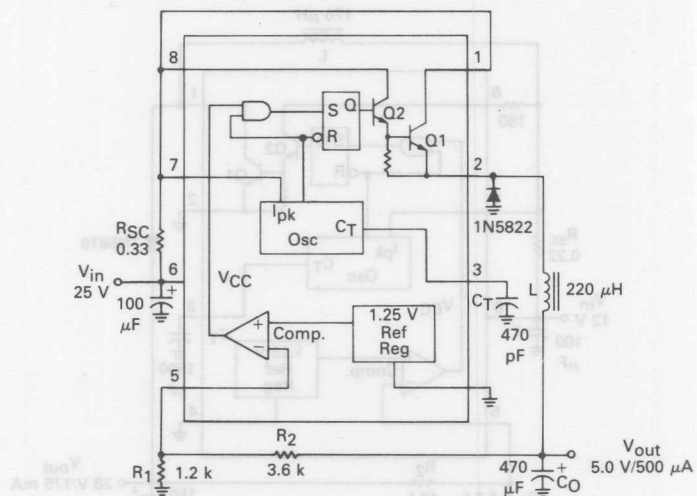 8
1
S Q
Q2
R
Q1
7
2
Ipk
Osc
CT
1N5822
RSC
0.33
Vin
25 V
6
VCC
3
CT
470
pF
L
220 μH
100
μF
+
+
−
Comp.
1.25 V
Ref
Reg
5
R2
3.6 k
R1
1.2 k
Vout
5.0 V/500 μA
470
μF
+
CO